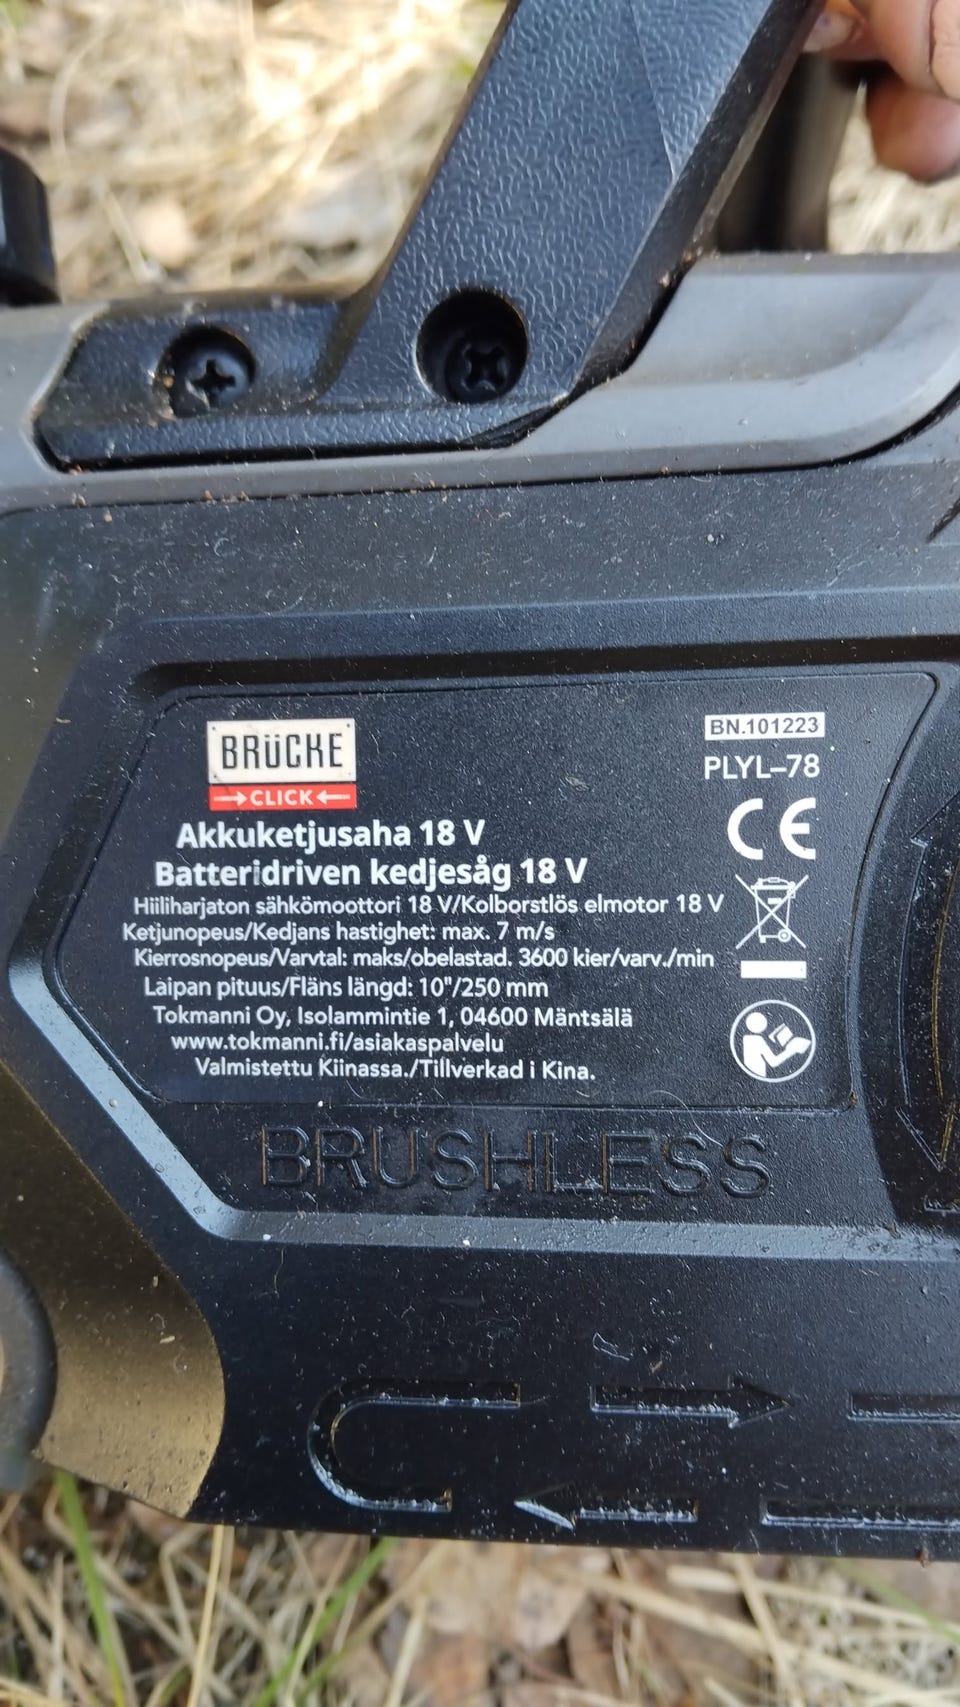 BRÜCKE
CLICK
BN.101223
PLYL-78
CE
Akkuketjusaha 18 V
Batteridriven kedjesåg 18 V
Hiiliharjaton sähkömoottori 18 V/Kolborstlös elmotor 18 V
Ketjunopeus/Kedjans hastighet: max. 7 m/s
Kierrosnopeus/Varvtal: maks/obelastad. 3600 kier/varv./min
Laipan pituus/Fläns längd: 10"/250 mm
Tokmanni Oy, Isolammintie 1, 04600 Mäntsälä
www.tokmanni.fi/asiakaspalvelu
Valmistettu Kiinassa./Tillverkad i Kina.
BRUSHLESS